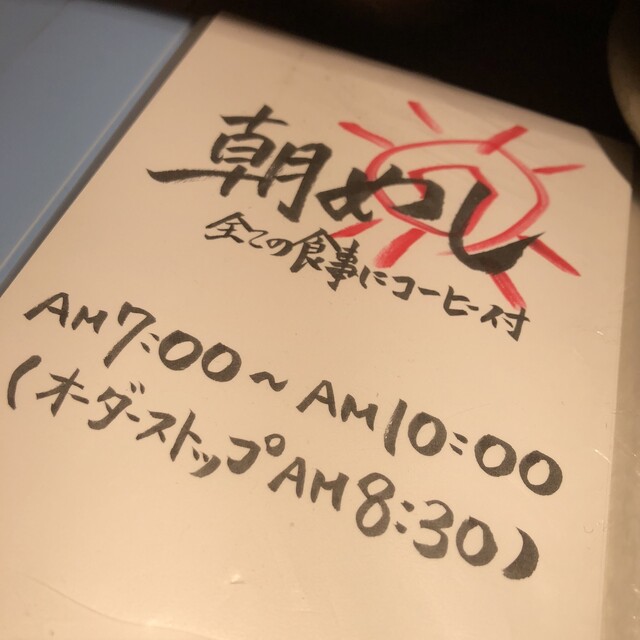 朝めし
全ての食事にコーヒー付
AM7:00〜AM10:00
(オーダーストップAM8:30)